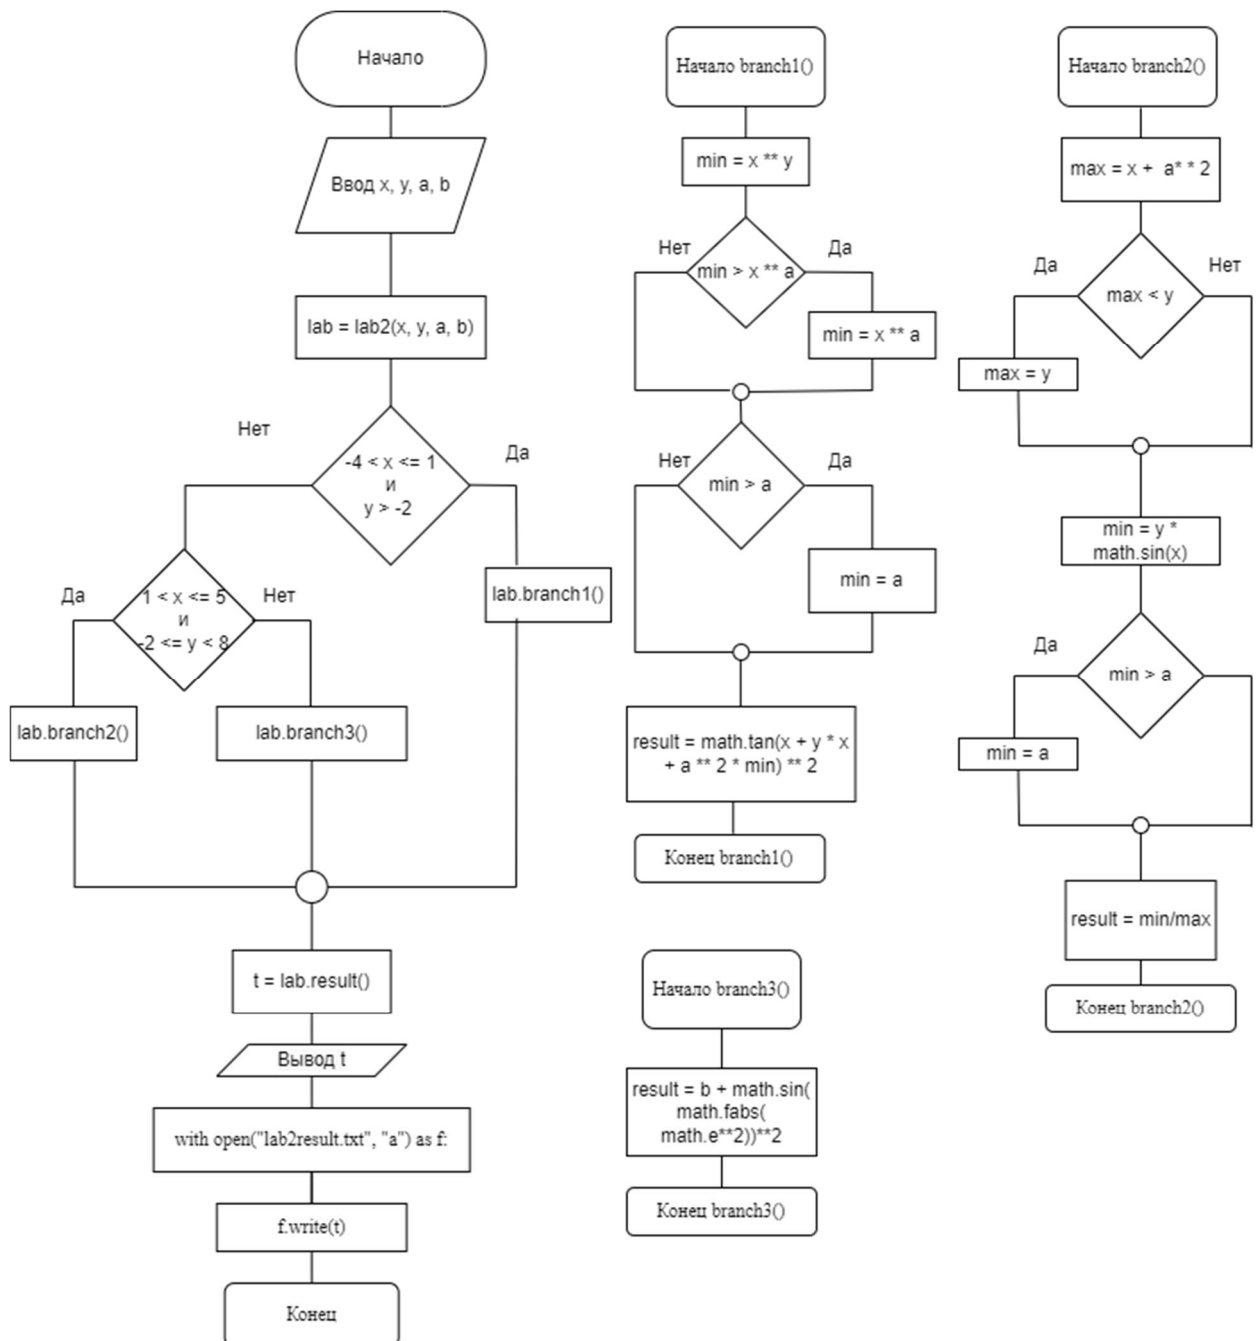 Начало
Ввод x, y, a, b
lab = lab2(x, y, a, b)
Нет
Да
-4 < x <= 1
и
y > -2
Да
Нет
1 < x <= 5
и
-2 <= y < 8
lab.branch1()
lab.branch2()
lab.branch3()
t = lab.result()
Вывод t
with open("lab2result.txt", "a") as f:
f.write(t)
Конец
Начало branch1()
min = x ** y
Нет
Да
min > x ** a
min = x ** a
Нет
Да
min > a
min = a
result = math.tan(x + y * x
+ a ** 2 * min) ** 2
Конец branch1()
Начало branch3()
result = b + math.sin(
math.fabs(
math.e**2))**2
Конец branch3()
Начало branch2()
max = x + a* * 2
Да
Нет
max < y
max = y
min = y *
math.sin(x)
Да
min > a
min = a
result = min/max
Конец branch2()